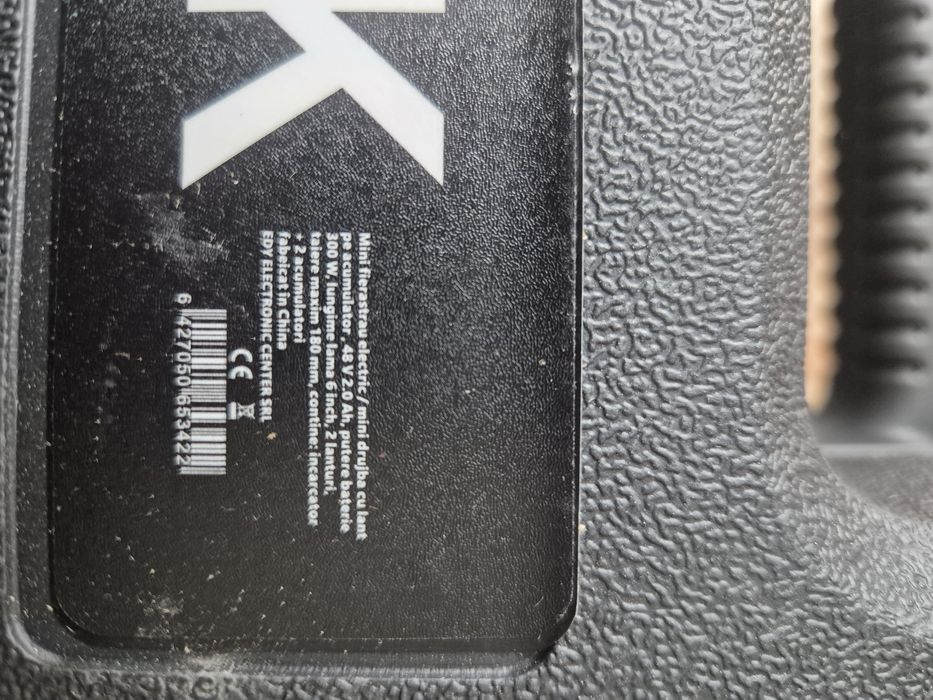 K
Mini ferastrau electric / mini drujba cu lant
pe acumulator, 48 V 2.0 Ah, putere baterie
300 W, lungime lama 6 inch, 2 lanturi,
taiere maxim 180 mm, contine: incarcator
+ 2 acumulatori
Fabricat in China
EDY ELECTRONIC CENTER SRL
CE
6 427050 653422